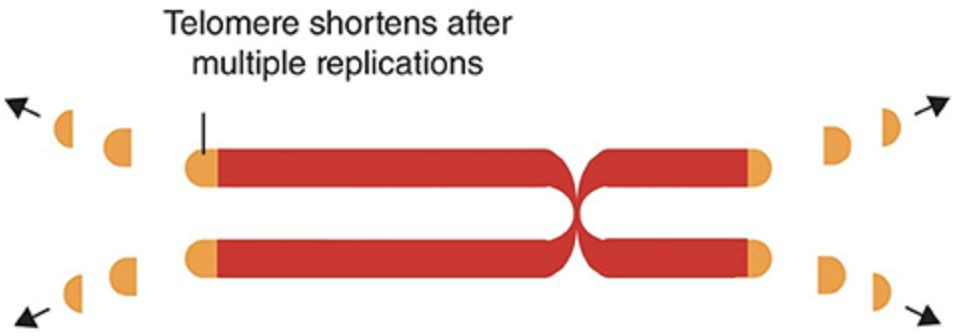 Telomere shortens after
multiple replications